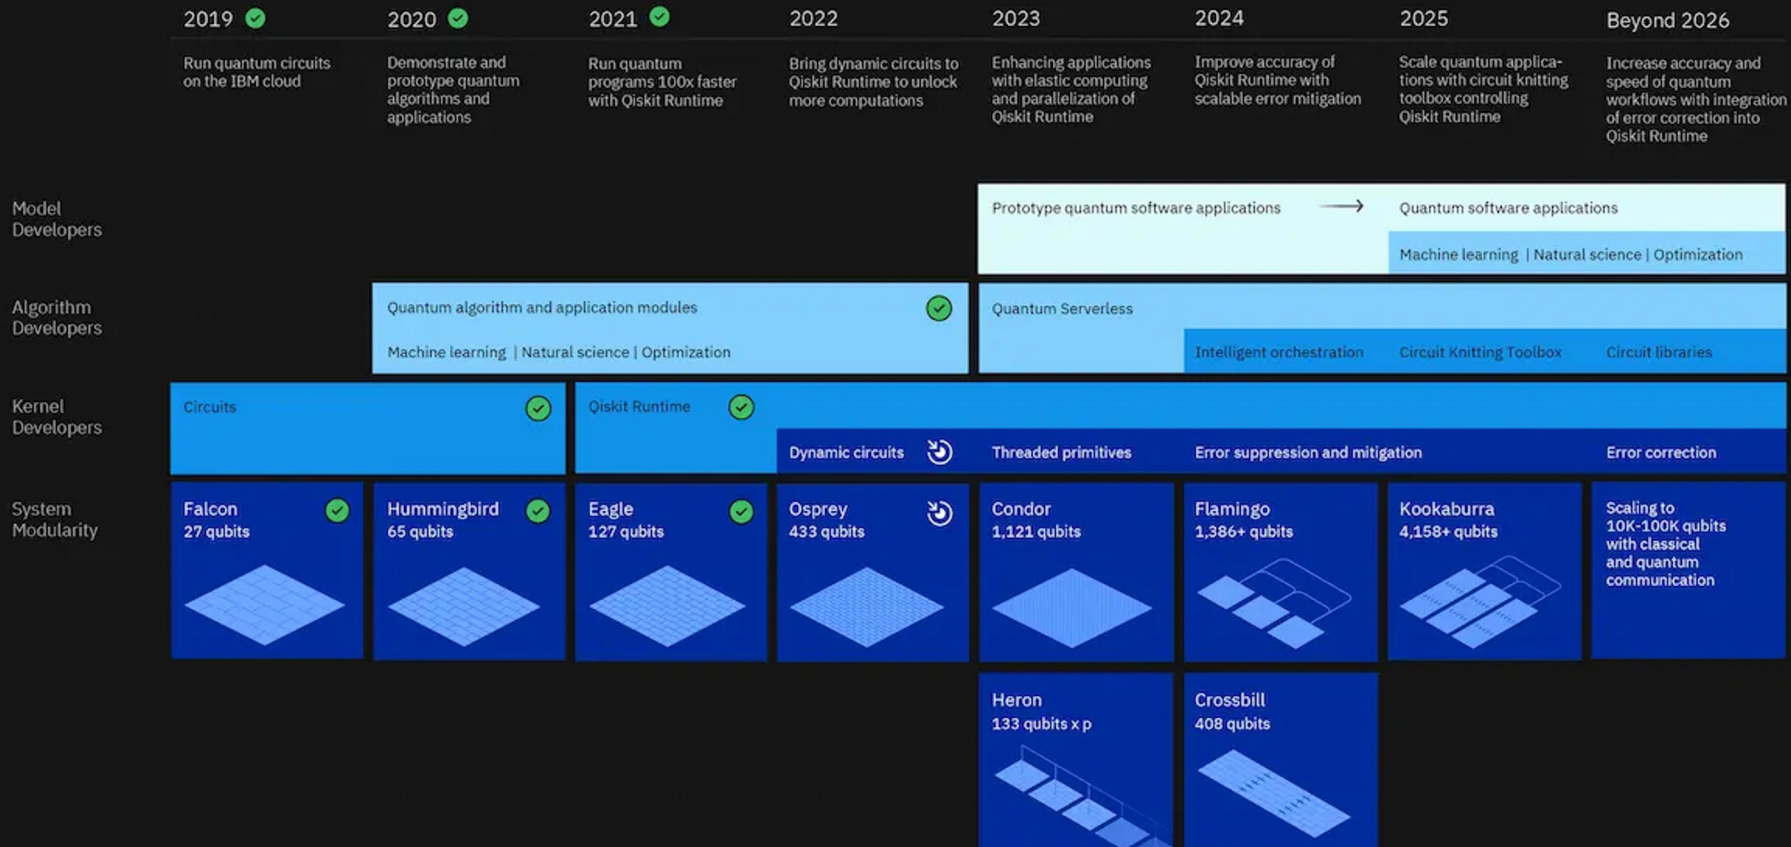 2019
2020
2021
2022
2023
2024
2025
Beyond 2026
Run quantum circuits
on the IBM cloud
Demonstrate and
prototype quantum
algorithms and
applications
Run quantum
programs 100x faster
with Qiskit Runtime
Bring dynamic circuits to
Qiskit Runtime to unlock
more computations
Enhancing applications
with elastic computing
and parallelization of
Qiskit Runtime
Improve accuracy of
Qiskit Runtime with
scalable error mitigation
Scale quantum applica-
tions with circuit knitting
toolbox controlling
Qiskit Runtime
Increase accuracy and
speed of quantum
workflows with integration
of error correction into
Qiskit Runtime
Model
Developers
Prototype quantum software applications
Quantum software applications
Machine learning | Natural science | Optimization
Algorithm
Developers
Quantum algorithm and application modules
Machine learning | Natural science | Optimization
Quantum Serverless
Intelligent orchestration
Circuit Knitting Toolbox
Circuit libraries
Kernel
Developers
Circuits
Qiskit Runtime
Dynamic circuits
Threaded primitives
Error suppression and mitigation
Error correction
System
Modularity
Falcon
27 qubits
Hummingbird
65 qubits
Eagle
127 qubits
Osprey
433 qubits
Condor
1,121 qubits
Flamingo
1,386+ qubits
Kookaburra
4,158+ qubits
Scaling to
10K-100K qubits
with classical
and quantum
communication
Heron
133 qubits x p
Crossbill
408 qubits